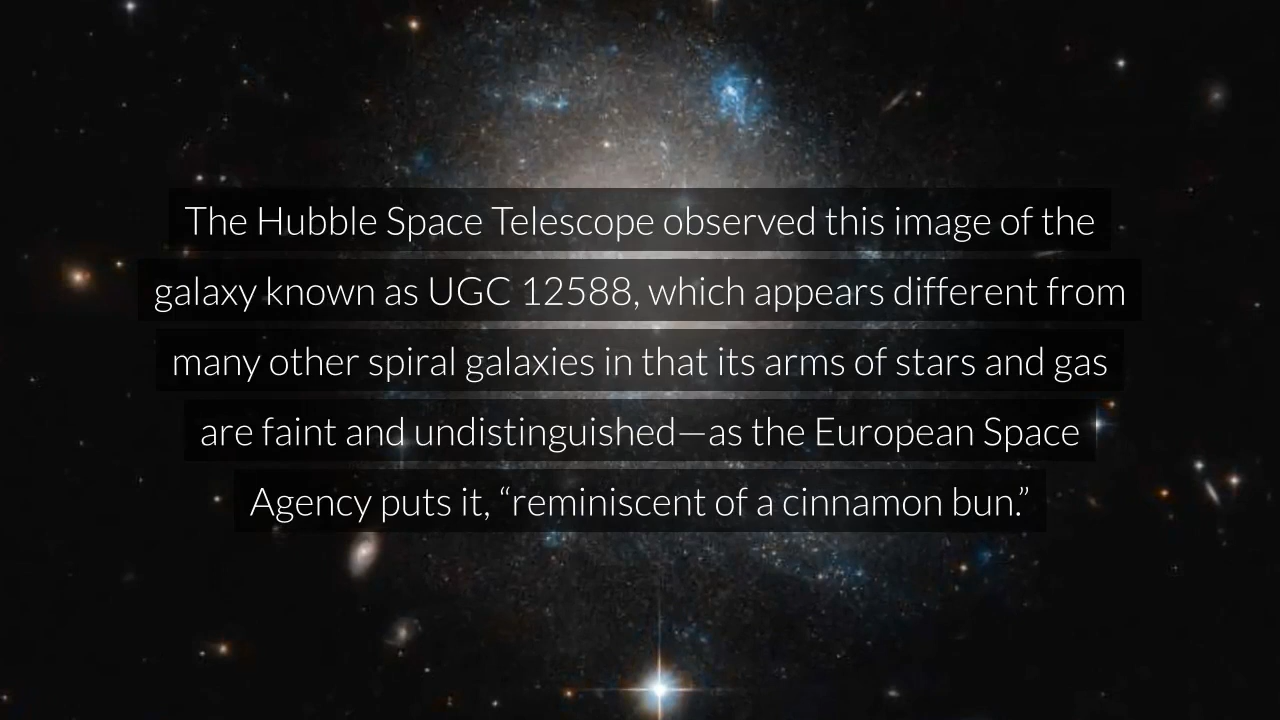 The Hubble Space Telescope observed this image of the
galaxy known as UGC 12588, which appears different from
many other spiral galaxies in that its arms of stars and gas
are faint and undistinguished—as the European Space
Agency puts it, “reminiscent of a cinnamon bun.”